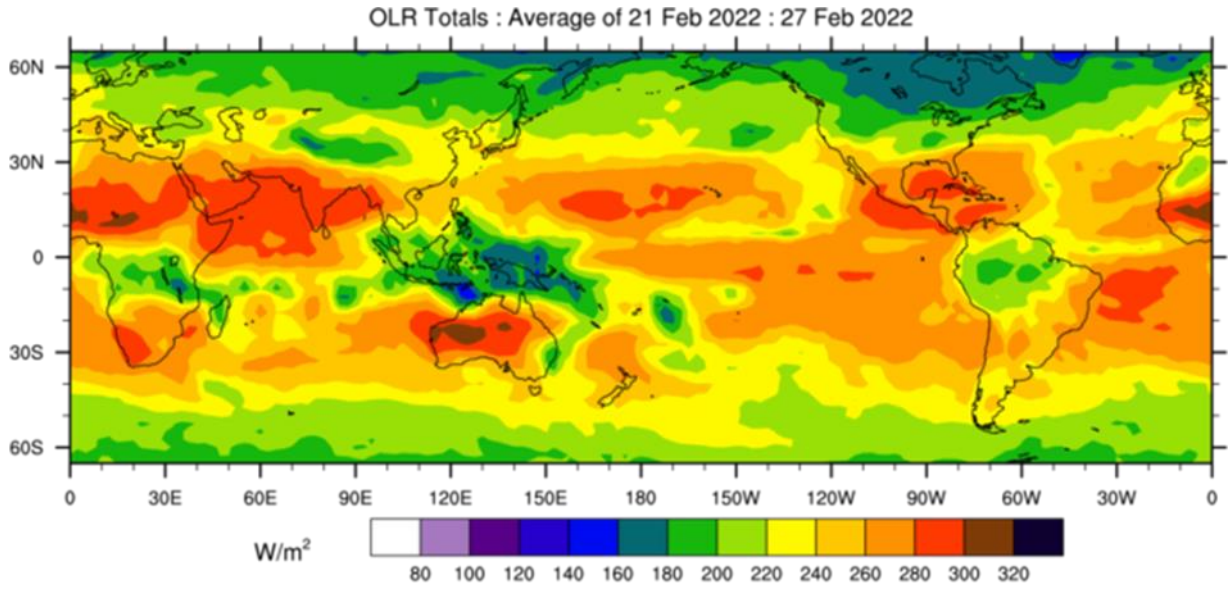 OLR Totals : Average of 21 Feb 2022 : 27 Feb 2022
60N
30N
0
30S
60S
0 30E 60E 90E 120E 150E 180 150W 120W 90W 60W 30W 0
W/m²
80 100 120 140 160 180 200 220 240 260 280 300 320